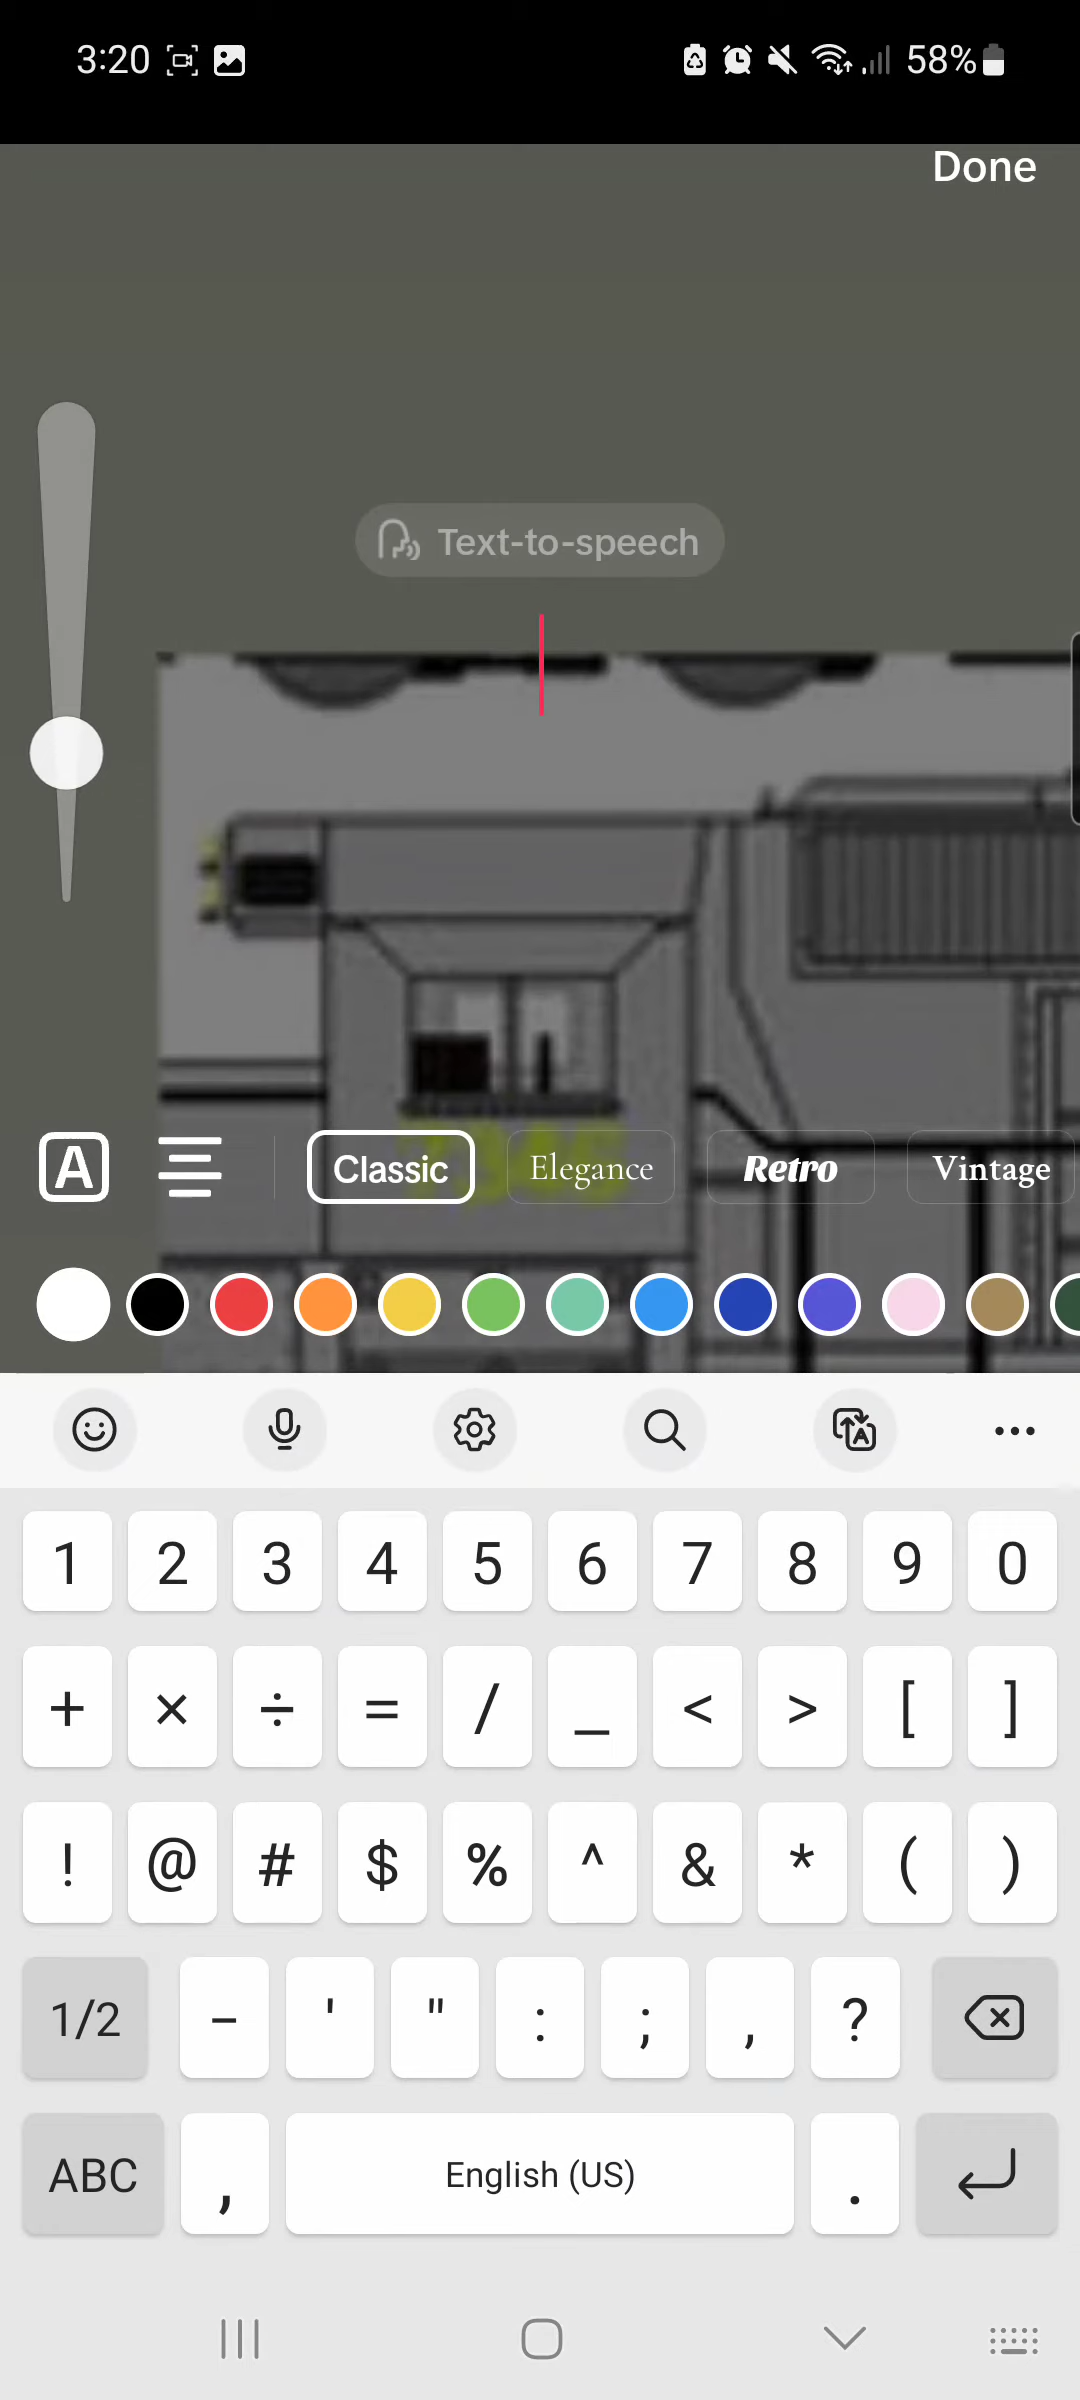 3:20 58%
Done
Text-to-speech
A Classic Elegance Retro Vintage
1 2 3 4 5 6 7 8 9 0
+ × ÷ = / _ < > [ ]
! @ # $ % ^ & * ( )
1/2 - ' " : ; , ?
ABC , English (US) .